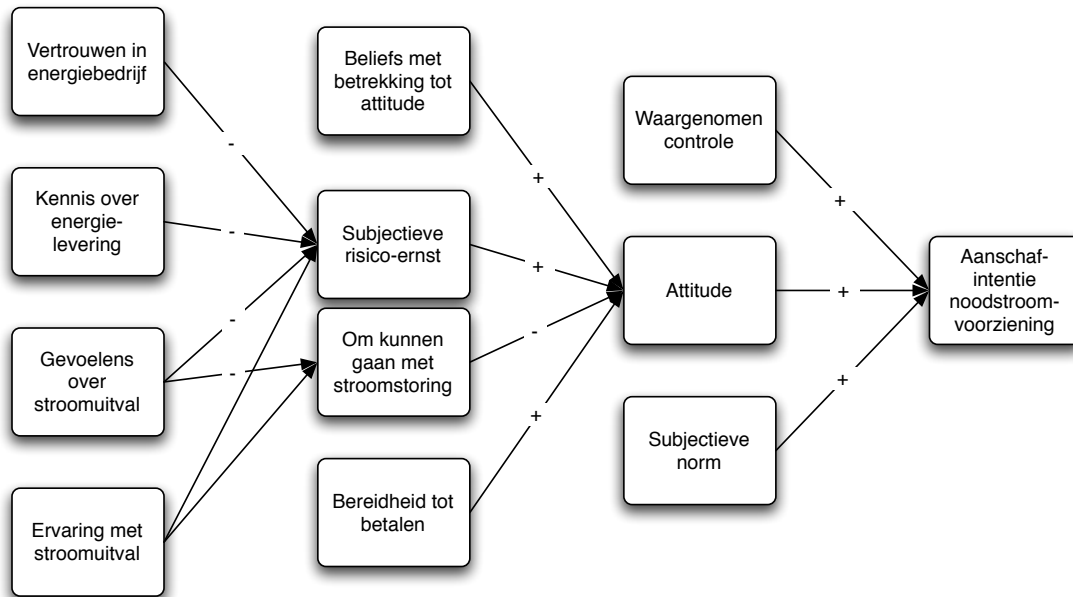 Vertrouwen in
energiebedrijf
Kennis over
energie-
levering
Gevoelens
over
stroomuitval
Ervaring met
stroomuitval
-
-
-
-
Beliefs met
betrekking tot
attitude
Subjectieve
risico-ernst
Om kunnen
gaan met
stroomstoring
Bereidheid tot
betalen
+
+
-
+
Waargenomen
controle
Attitude
Subjectieve
norm
+
+
+
Aanschaf-
intentie
noodstroom-
voorziening